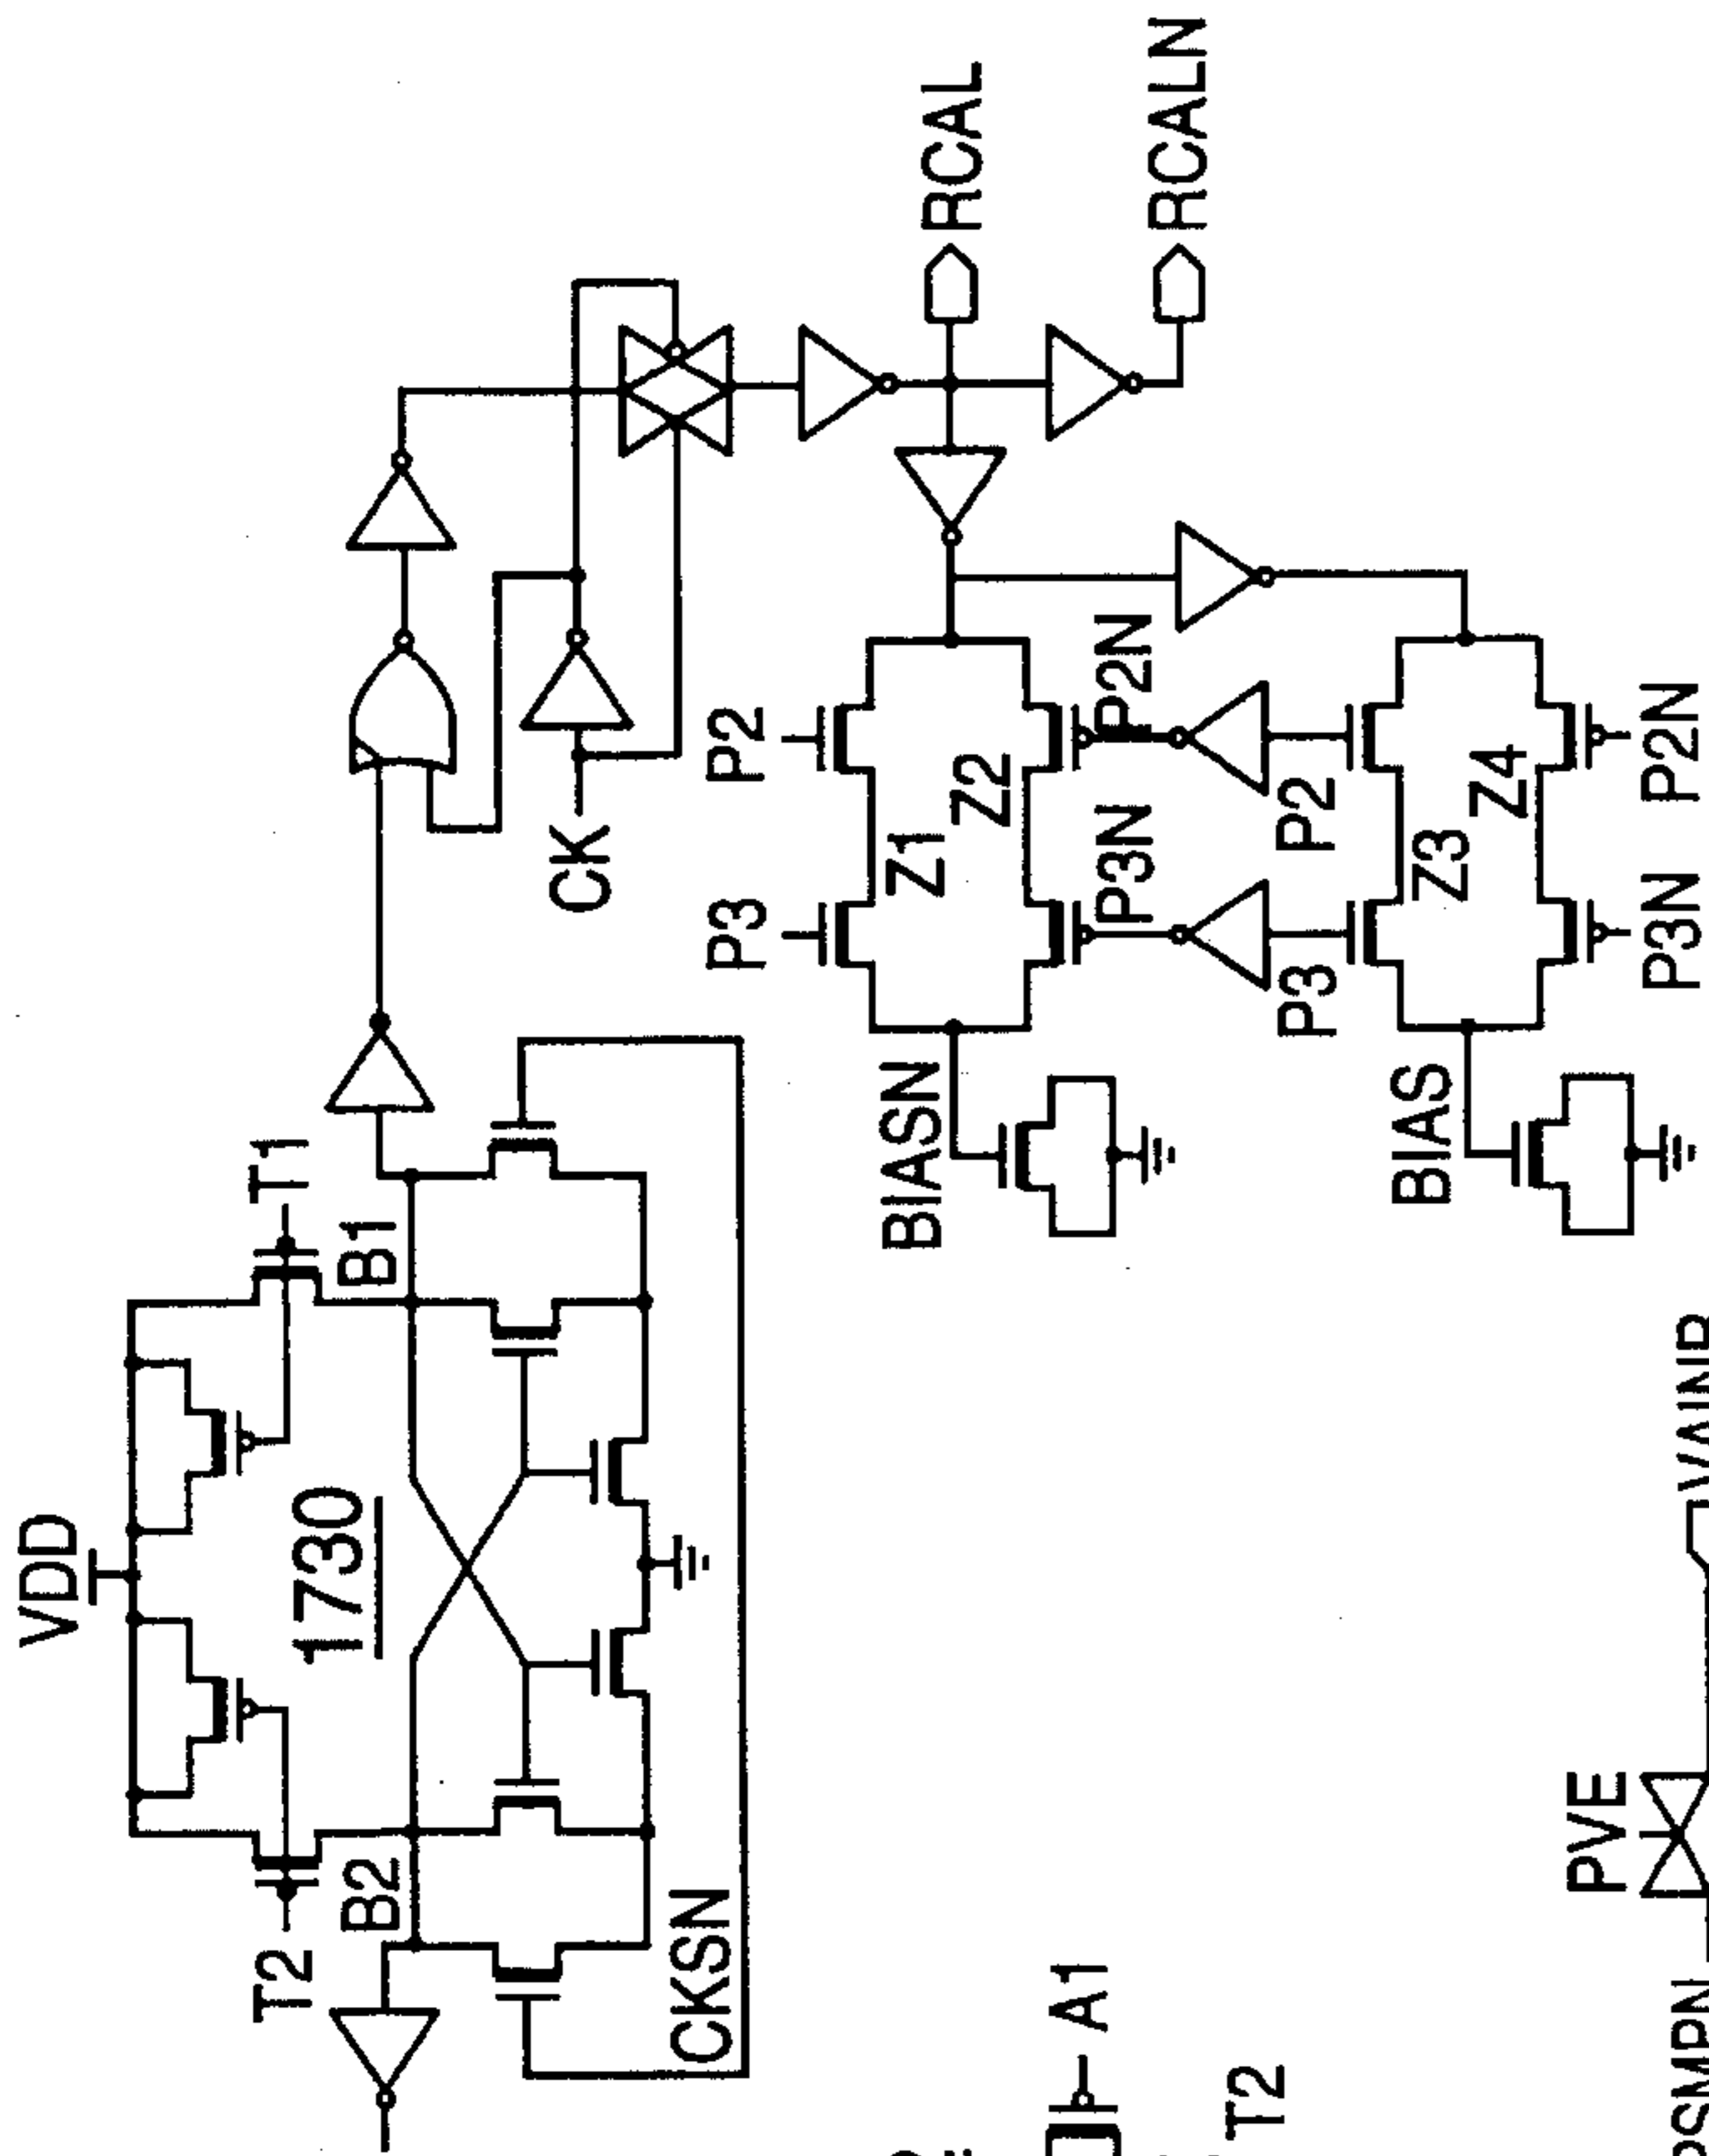 VDD
T2
T1
1730
B2
B1
CK
CKSN
P3
P2
BIASN
Z1
Z2
RCAL
A1
P3N
P2N
RCALN
T2
P3
P2
BIAS
Z3
Z4
PVE
P3N
P2N